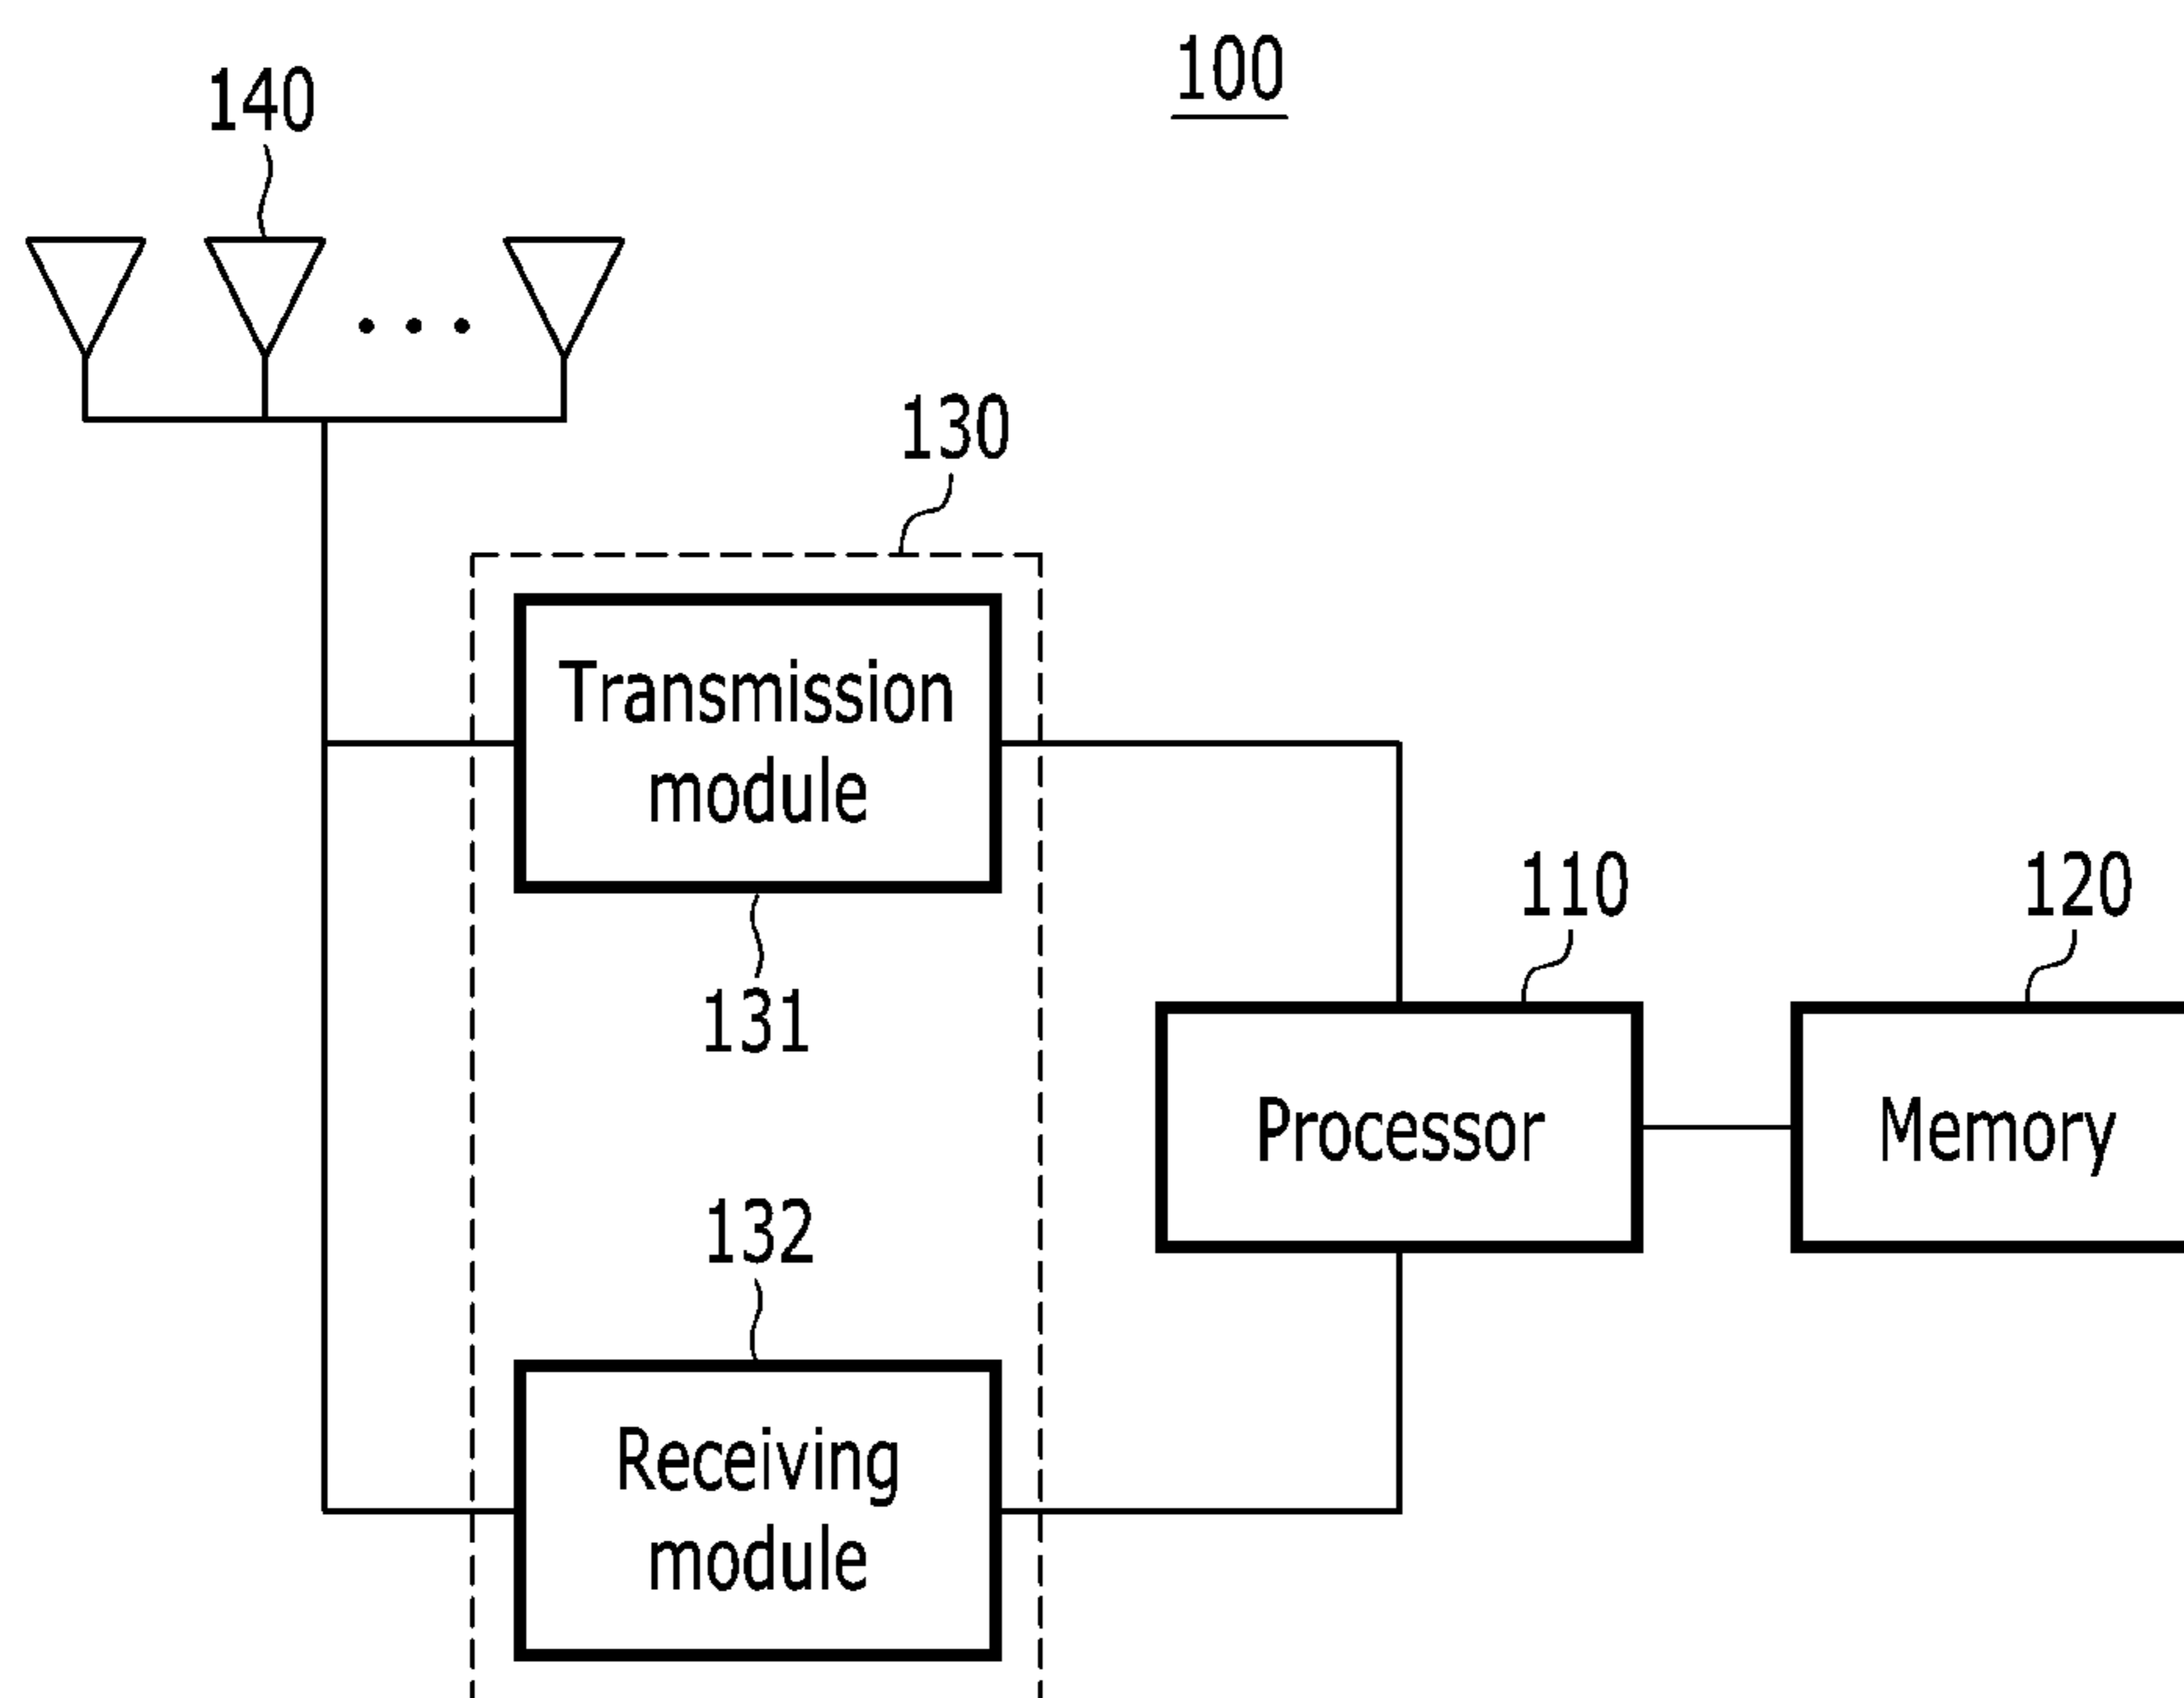 100
140
130
Transmission
module
131
110
120
Processor
Memory
132
Receiving
module